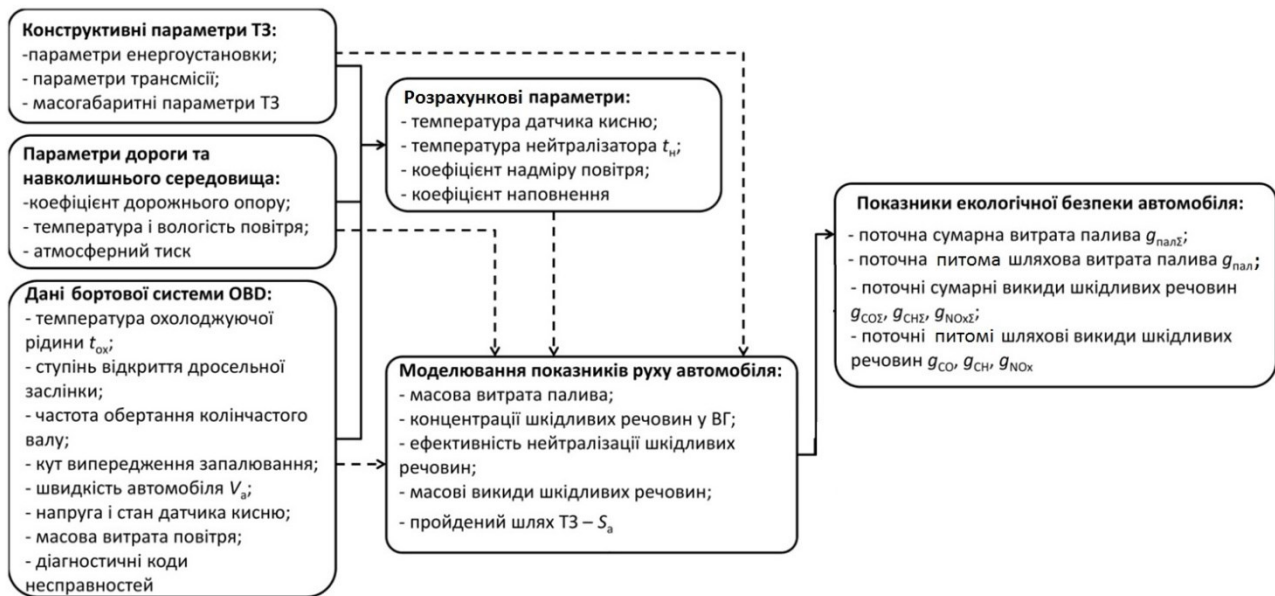 Конструктивні параметри ТЗ:
-параметри енергоустановки;
- параметри трансмісії;
- масогабаритні параметри ТЗ
Параметри дороги та
навколишнього середовища:
-коефіцієнт дорожнього опору;
- температура і вологість повітря;
- атмосферний тиск
Дані бортової системи OBD:
- температура охолоджуючої
рідини tох;
- ступінь відкриття дросельної
заслінки;
- частота обертання колінчастого
валу;
- кут випередження запалювання;
- швидкість автомобіля Va;
- напруга і стан датчика кисню;
- масова витрата повітря;
- діагностичні коди
несправностей
Розрахункові параметри:
- температура датчика кисню;
- температура нейтралізатора tн;
- коефіцієнт надміру повітря;
- коефіцієнт наповнення
Моделювання показників руху автомобіля:
- масова витрата палива;
- концентрації шкідливих речовин у ВГ;
- ефективність нейтралізації шкідливих
речовин;
- масові викиди шкідливих речовин;
- пройдений шлях ТЗ – Sa
Показники екологічної безпеки автомобіля:
- поточна сумарна витрата палива gпалΣ;
- поточна питома шляхова витрата палива gпал;
- поточні сумарні викиди шкідливих речовин
gCOΣ, gCHΣ, gNOxΣ;
- поточні питомі шляхові викиди шкідливих
речовин gCO, gCH, gNOx